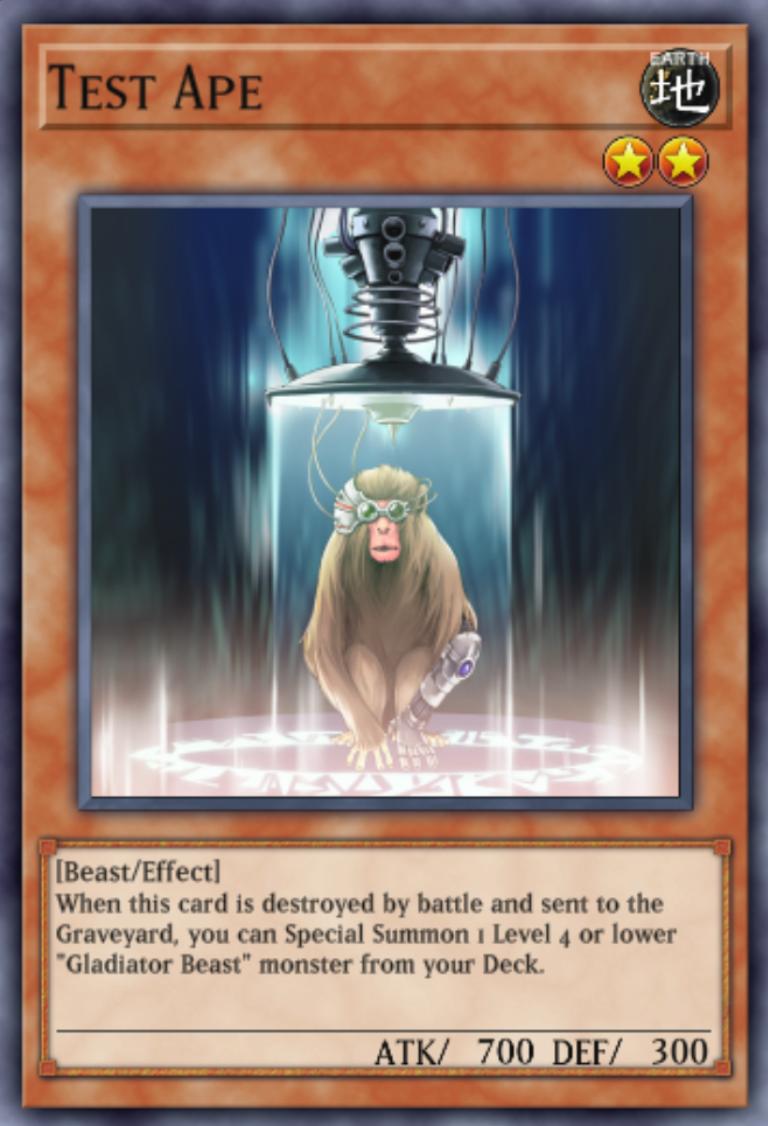 Test Ape
EARTH
地
[Beast/Effect]
When this card is destroyed by battle and sent to the
Graveyard, you can Special Summon 1 Level 4 or lower
"Gladiator Beast" monster from your Deck.
ATK/ 700 DEF/ 300